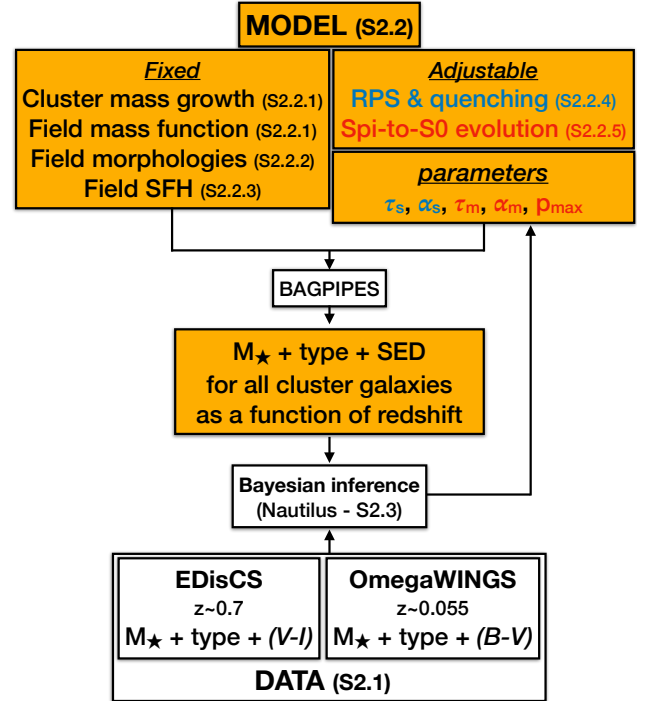 MODEL (S2.2)
Fixed
Cluster mass growth (S2.2.1)
Field mass function (S2.2.1)
Field morphologies (S2.2.2)
Field SFH (S2.2.3)
Adjustable
RPS & quenching (S2.2.4)
Spi-to-S0 evolution (S2.2.5)
parameters
τs, αs, τm, αm, pmax
BAGPIPES
M★ + type + SED
for all cluster galaxies
as a function of redshift
Bayesian inference
(Nautilus - S2.3)
EDisCS
z~0.7
M★ + type + (V-I)
OmegaWINGS
z~0.055
M★ + type + (B-V)
DATA (S2.1)